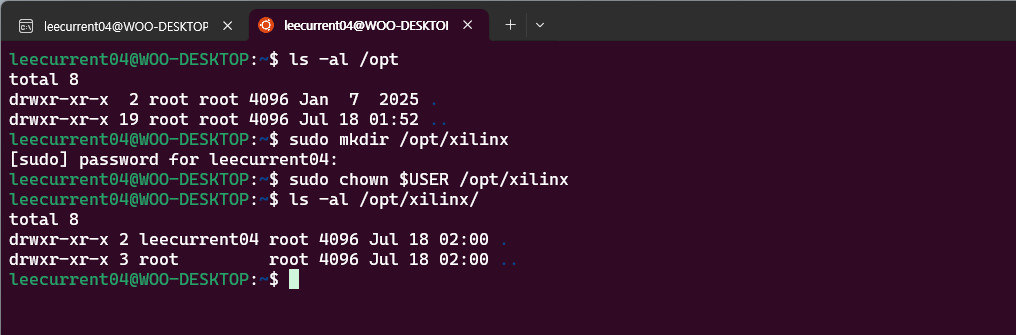 leecurrent04@WOO-DESKTOP
leecurrent04@WOO-DESKTO
leecurrent04@WOO-DESKTOP:~$ ls -al /opt
total 8
drwxr-xr-x  2 root root 4096 Jan  7  2025 .
drwxr-xr-x 19 root root 4096 Jul 18 01:52 ..
leecurrent04@WOO-DESKTOP:~$ sudo mkdir /opt/xilinx
[sudo] password for leecurrent04:
leecurrent04@WOO-DESKTOP:~$ sudo chown $USER /opt/xilinx
leecurrent04@WOO-DESKTOP:~$ ls -al /opt/xilinx/
total 8
drwxr-xr-x 2 leecurrent04 root 4096 Jul 18 02:00 .
drwxr-xr-x 3 root         root 4096 Jul 18 02:00 ..
leecurrent04@WOO-DESKTOP:~$